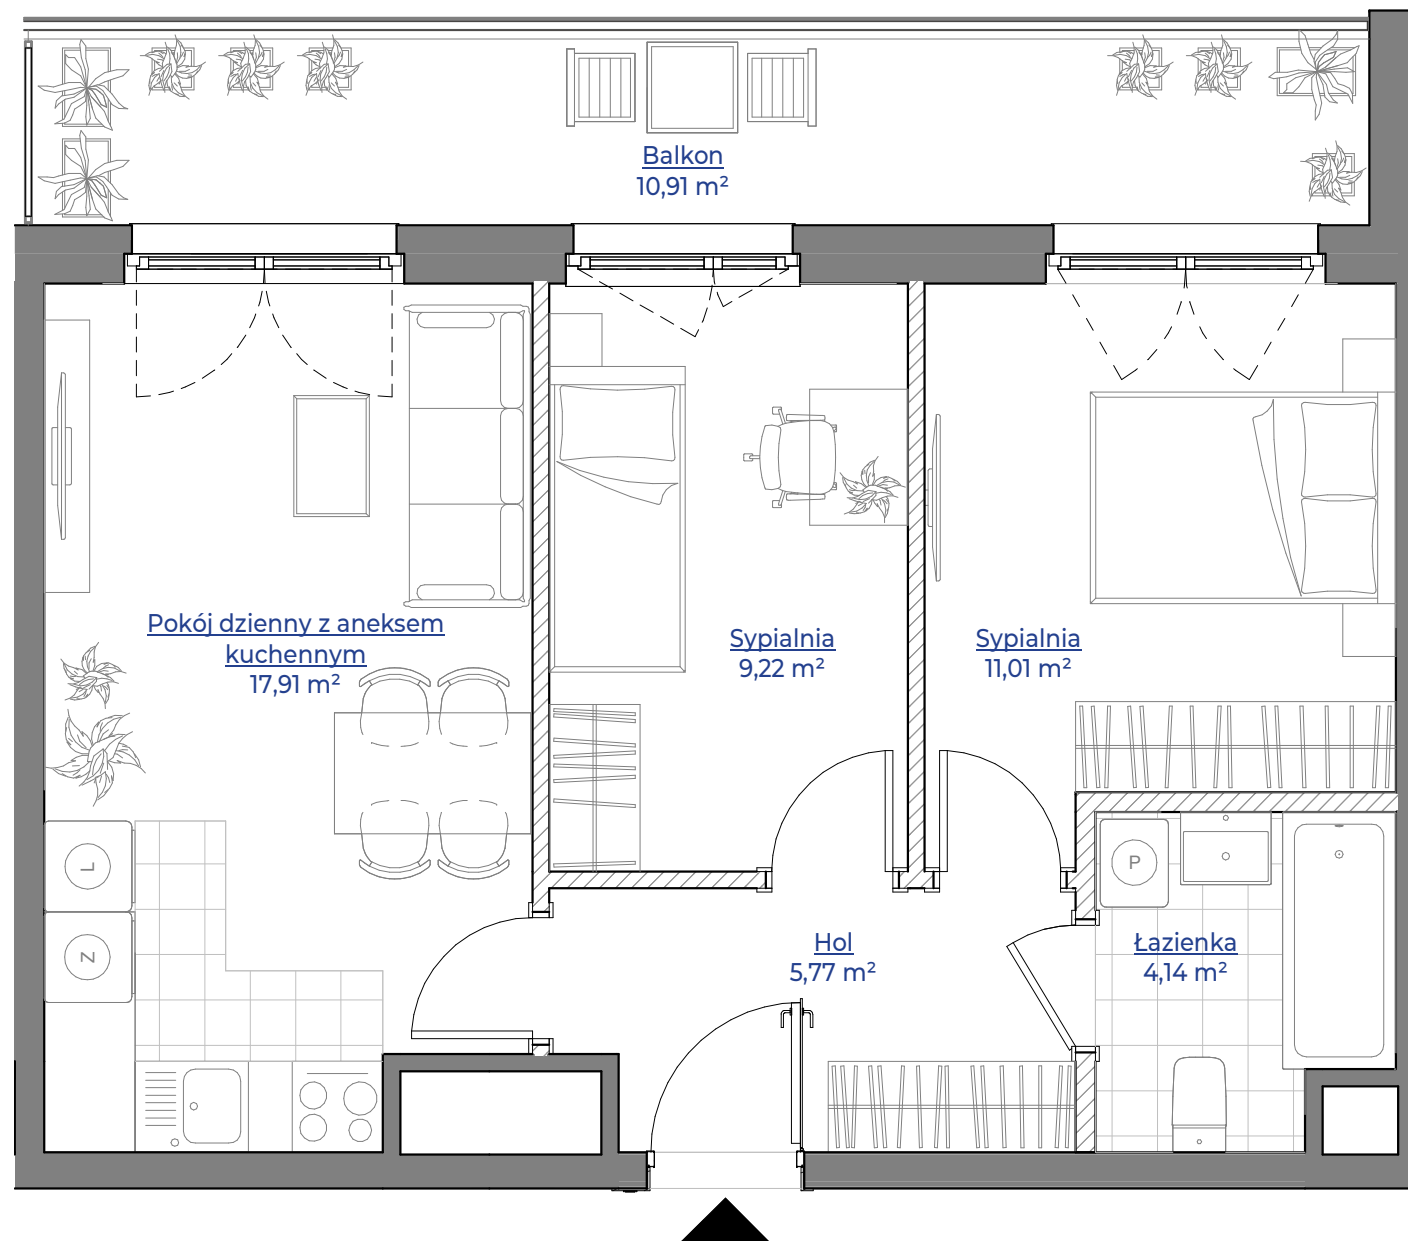 Balkon
10,91 m²
Pokój dzienny z aneksem
kuchennym
17,91 m²
Sypialnia
9,22 m²
Sypialnia
11,01 m²
L
Z
P
Hol
5,77 m²
Łazienka
4,14 m²